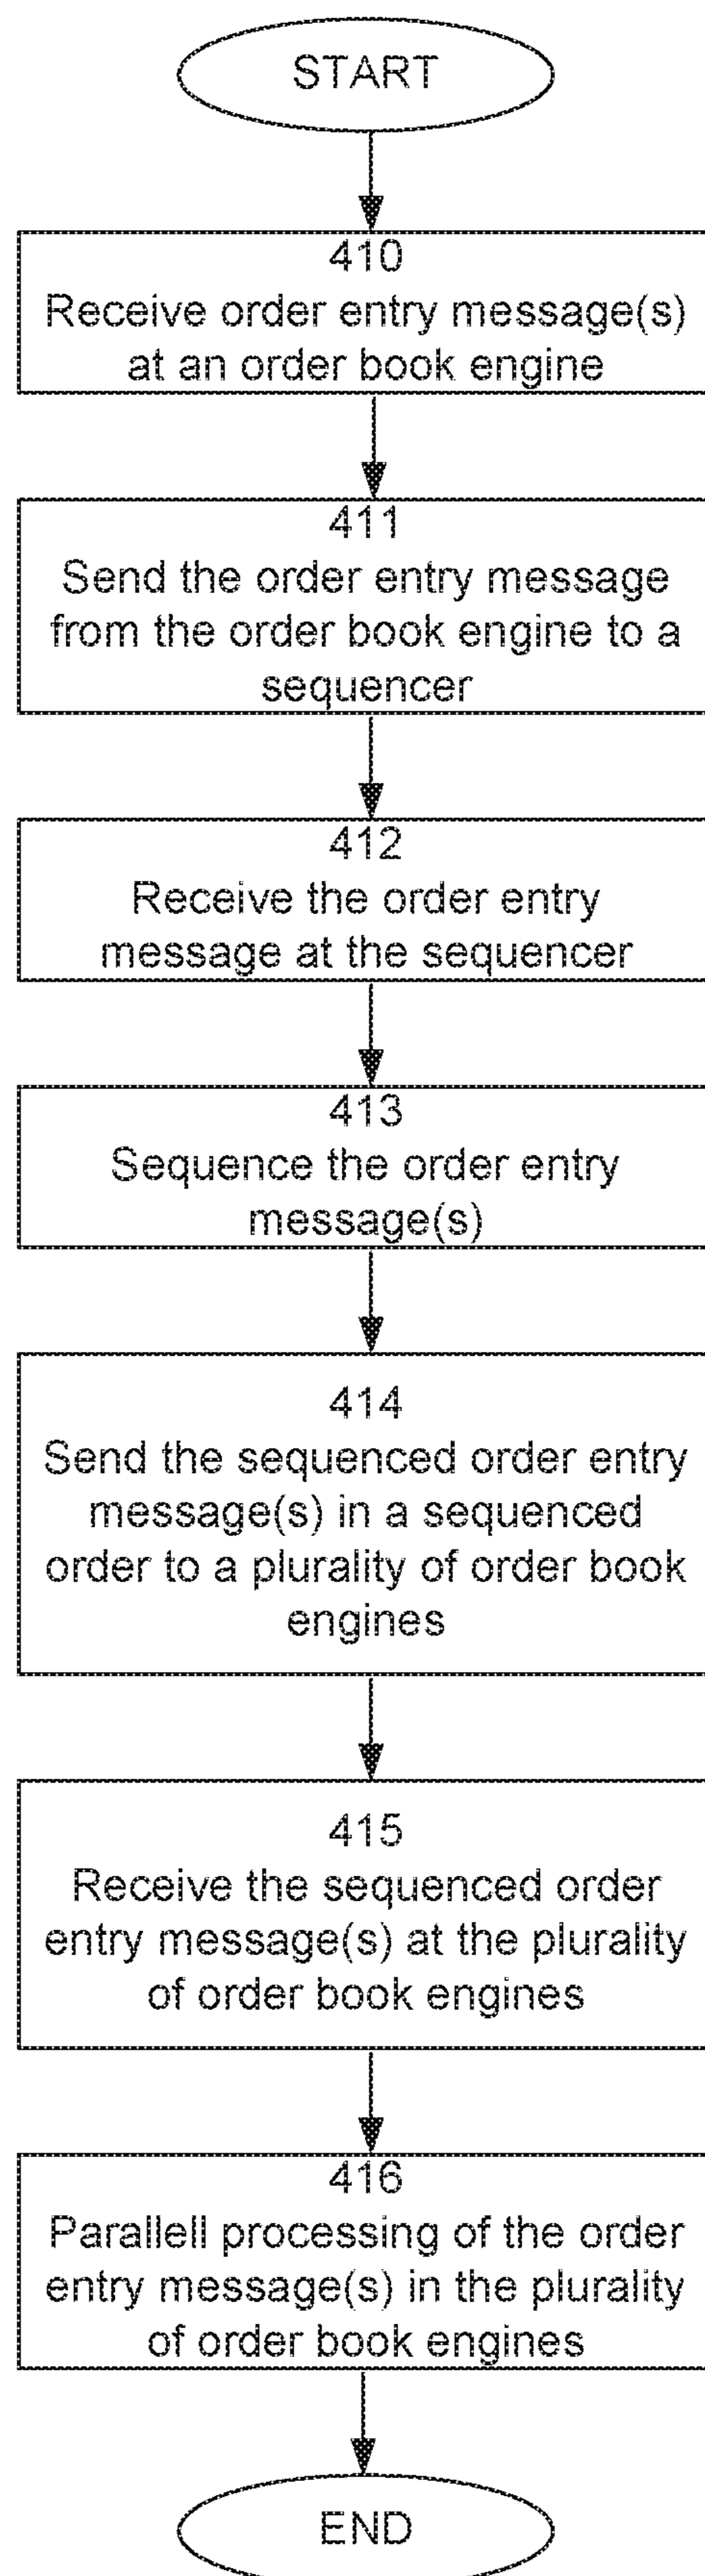 START
410
Receive order entry message(s)
at an order book engine
411
Send the order entry message
from the order book engine to a
sequencer
412
Receive the order entry
message at the sequencer
413
Sequence the order entry
message(s)
414
Send the sequenced order entry
message(s) in a sequenced
order to a plurality of order book
engines
415
Receive the sequenced order
entry message(s) at the plurality
of order book engines
416
Parallell processing of the order
entry message(s) in the plurality
of order book engines
END